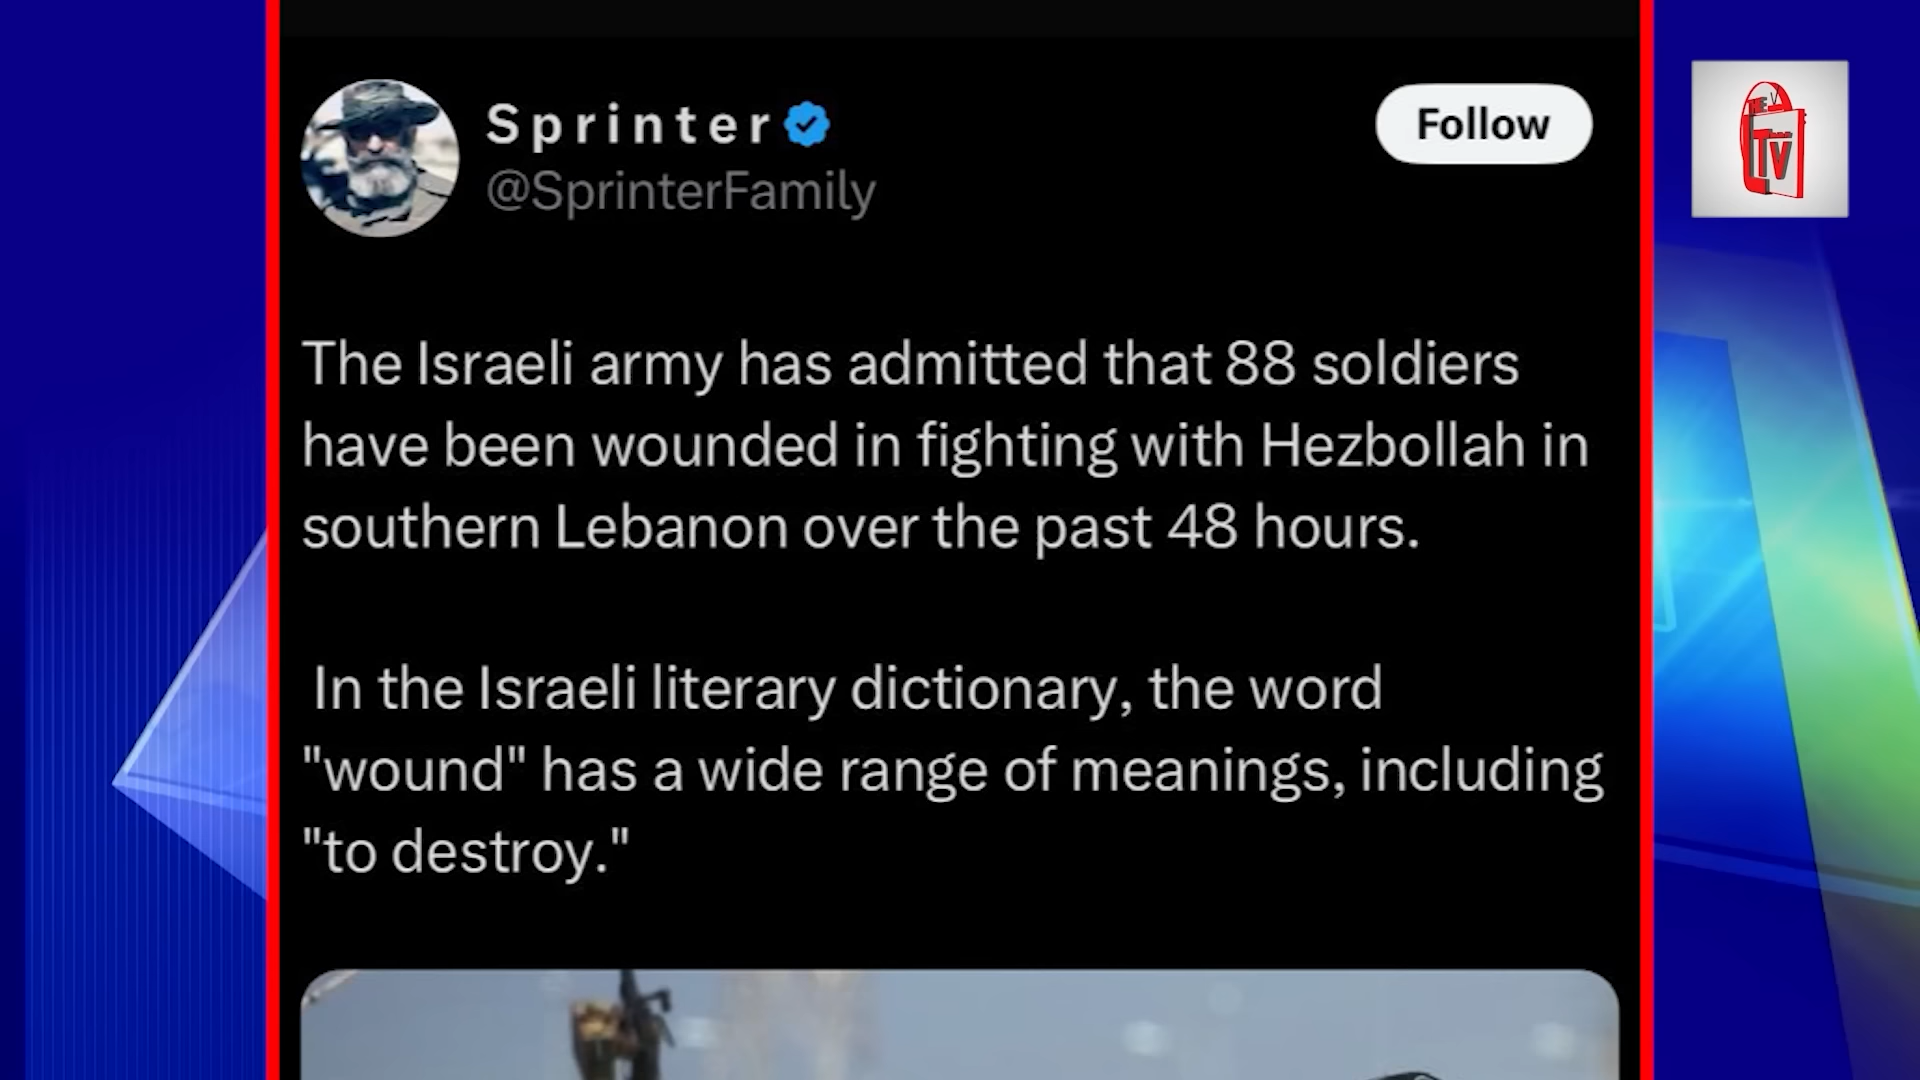 Sprinter
@SprinterFamily
Follow
The Israeli army has admitted that 88 soldiers
have been wounded in fighting with Hezbollah in
southern Lebanon over the past 48 hours.
In the Israeli literary dictionary, the word
"wound" has a wide range of meanings, including
"to destroy."
THE
TV